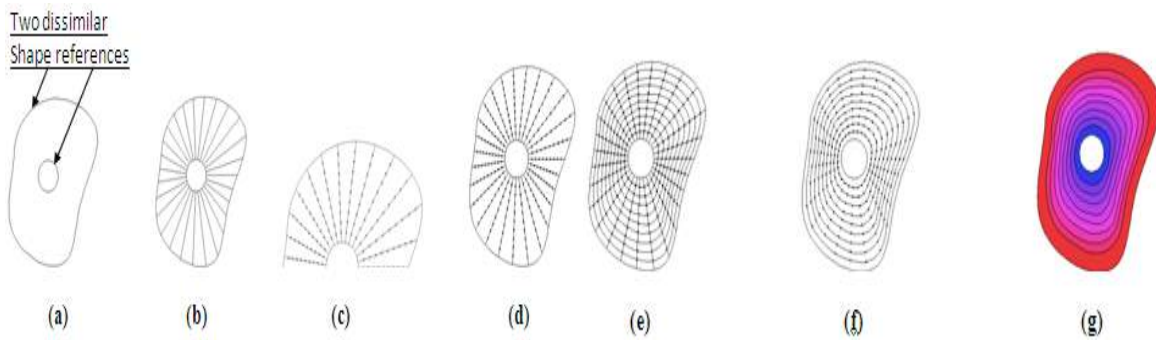 Two dissimilar
Shape references
(a)
(b)
(c)
(d)
(e)
(f)
(g)